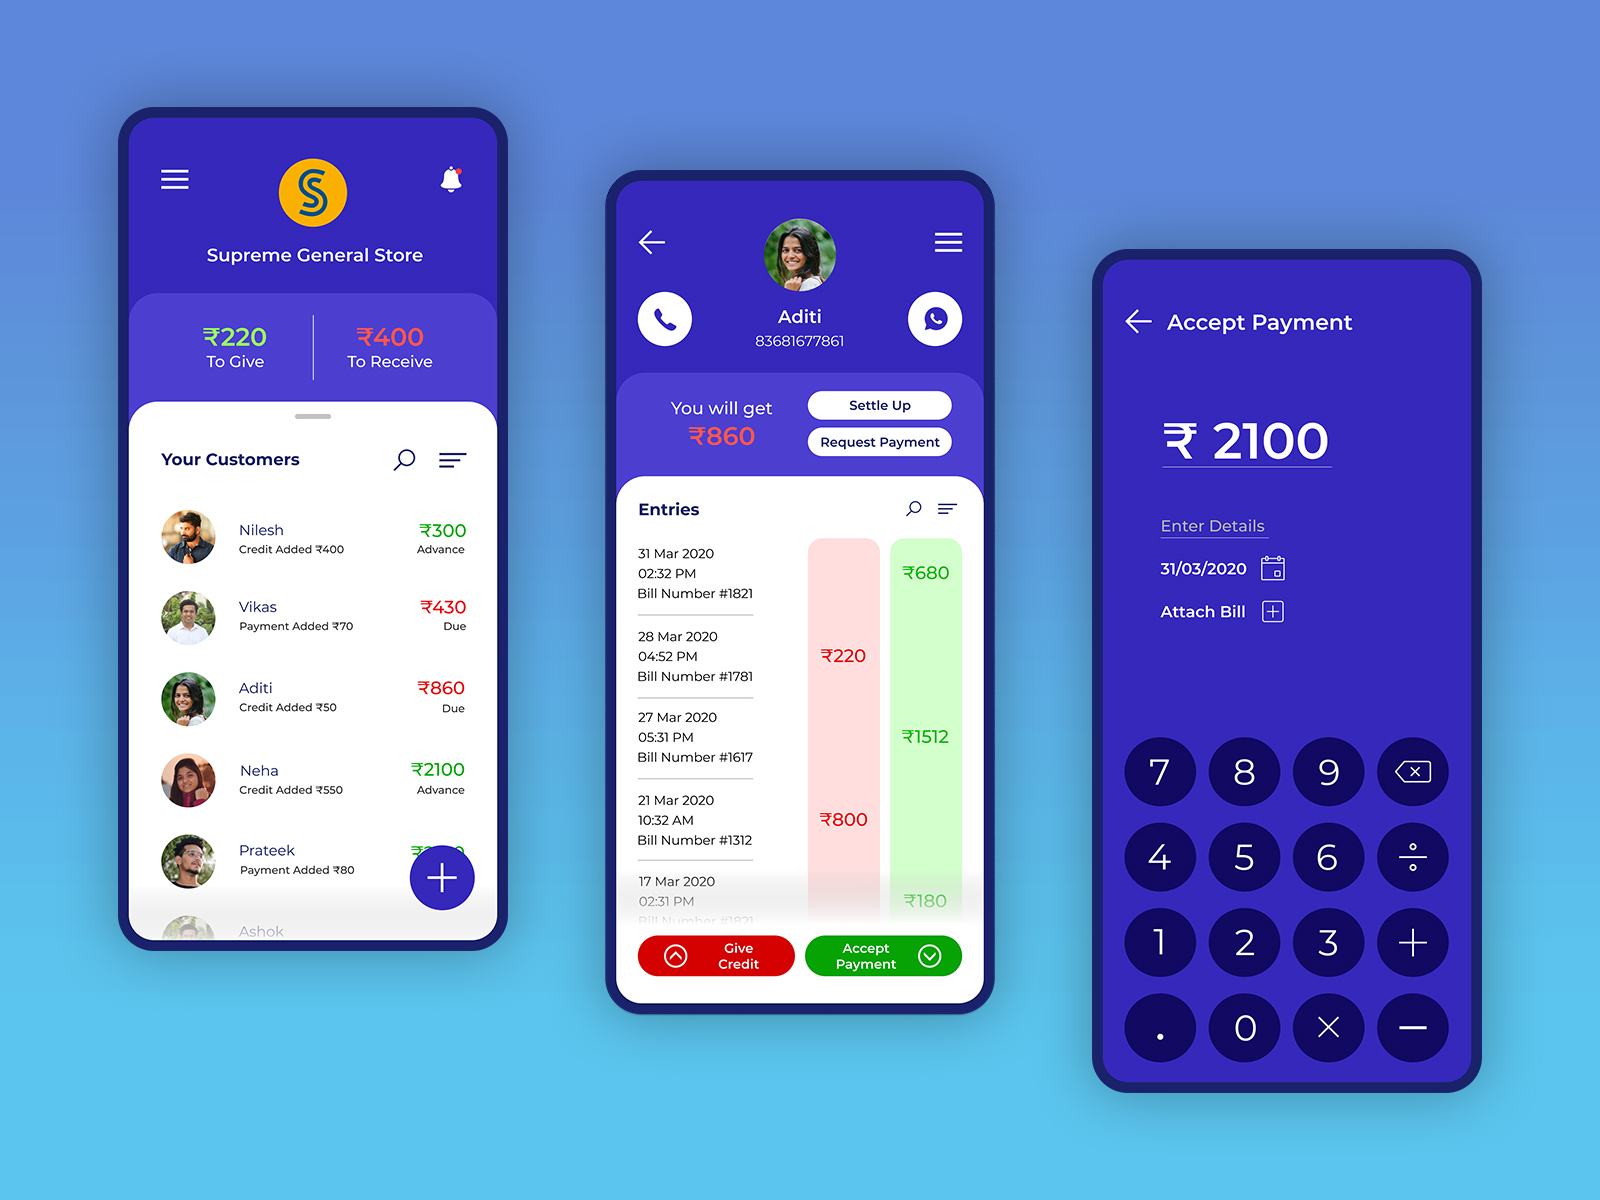 Supreme General Store
₹220
To Give
₹400
To Receive
Your Customers
Nilesh
Credit Added ₹400
₹300
Advance
Vikas
Payment Added ₹70
₹430
Due
Aditi
Credit Added ₹50
₹860
Due
Neha
Credit Added ₹550
₹2100
Advance
Prateek
Payment Added ₹80
Ashok
Aditi
83681677861
You will get
₹860
Settle Up
Request Payment
Entries
31 Mar 2020
02:32 PM
Bill Number #1821
₹680
28 Mar 2020
04:52 PM
Bill Number #1781
₹220
27 Mar 2020
05:31 PM
Bill Number #1617
₹1512
21 Mar 2020
10:32 AM
Bill Number #1312
₹800
17 Mar 2020
02:31 PM
Bill Number #1821
₹180
Give
Credit
Accept
Payment
Accept Payment
₹ 2100
Enter Details
31/03/2020
Attach Bill
7 8 9
4 5 6 ÷
1 2 3 +
. 0 × −